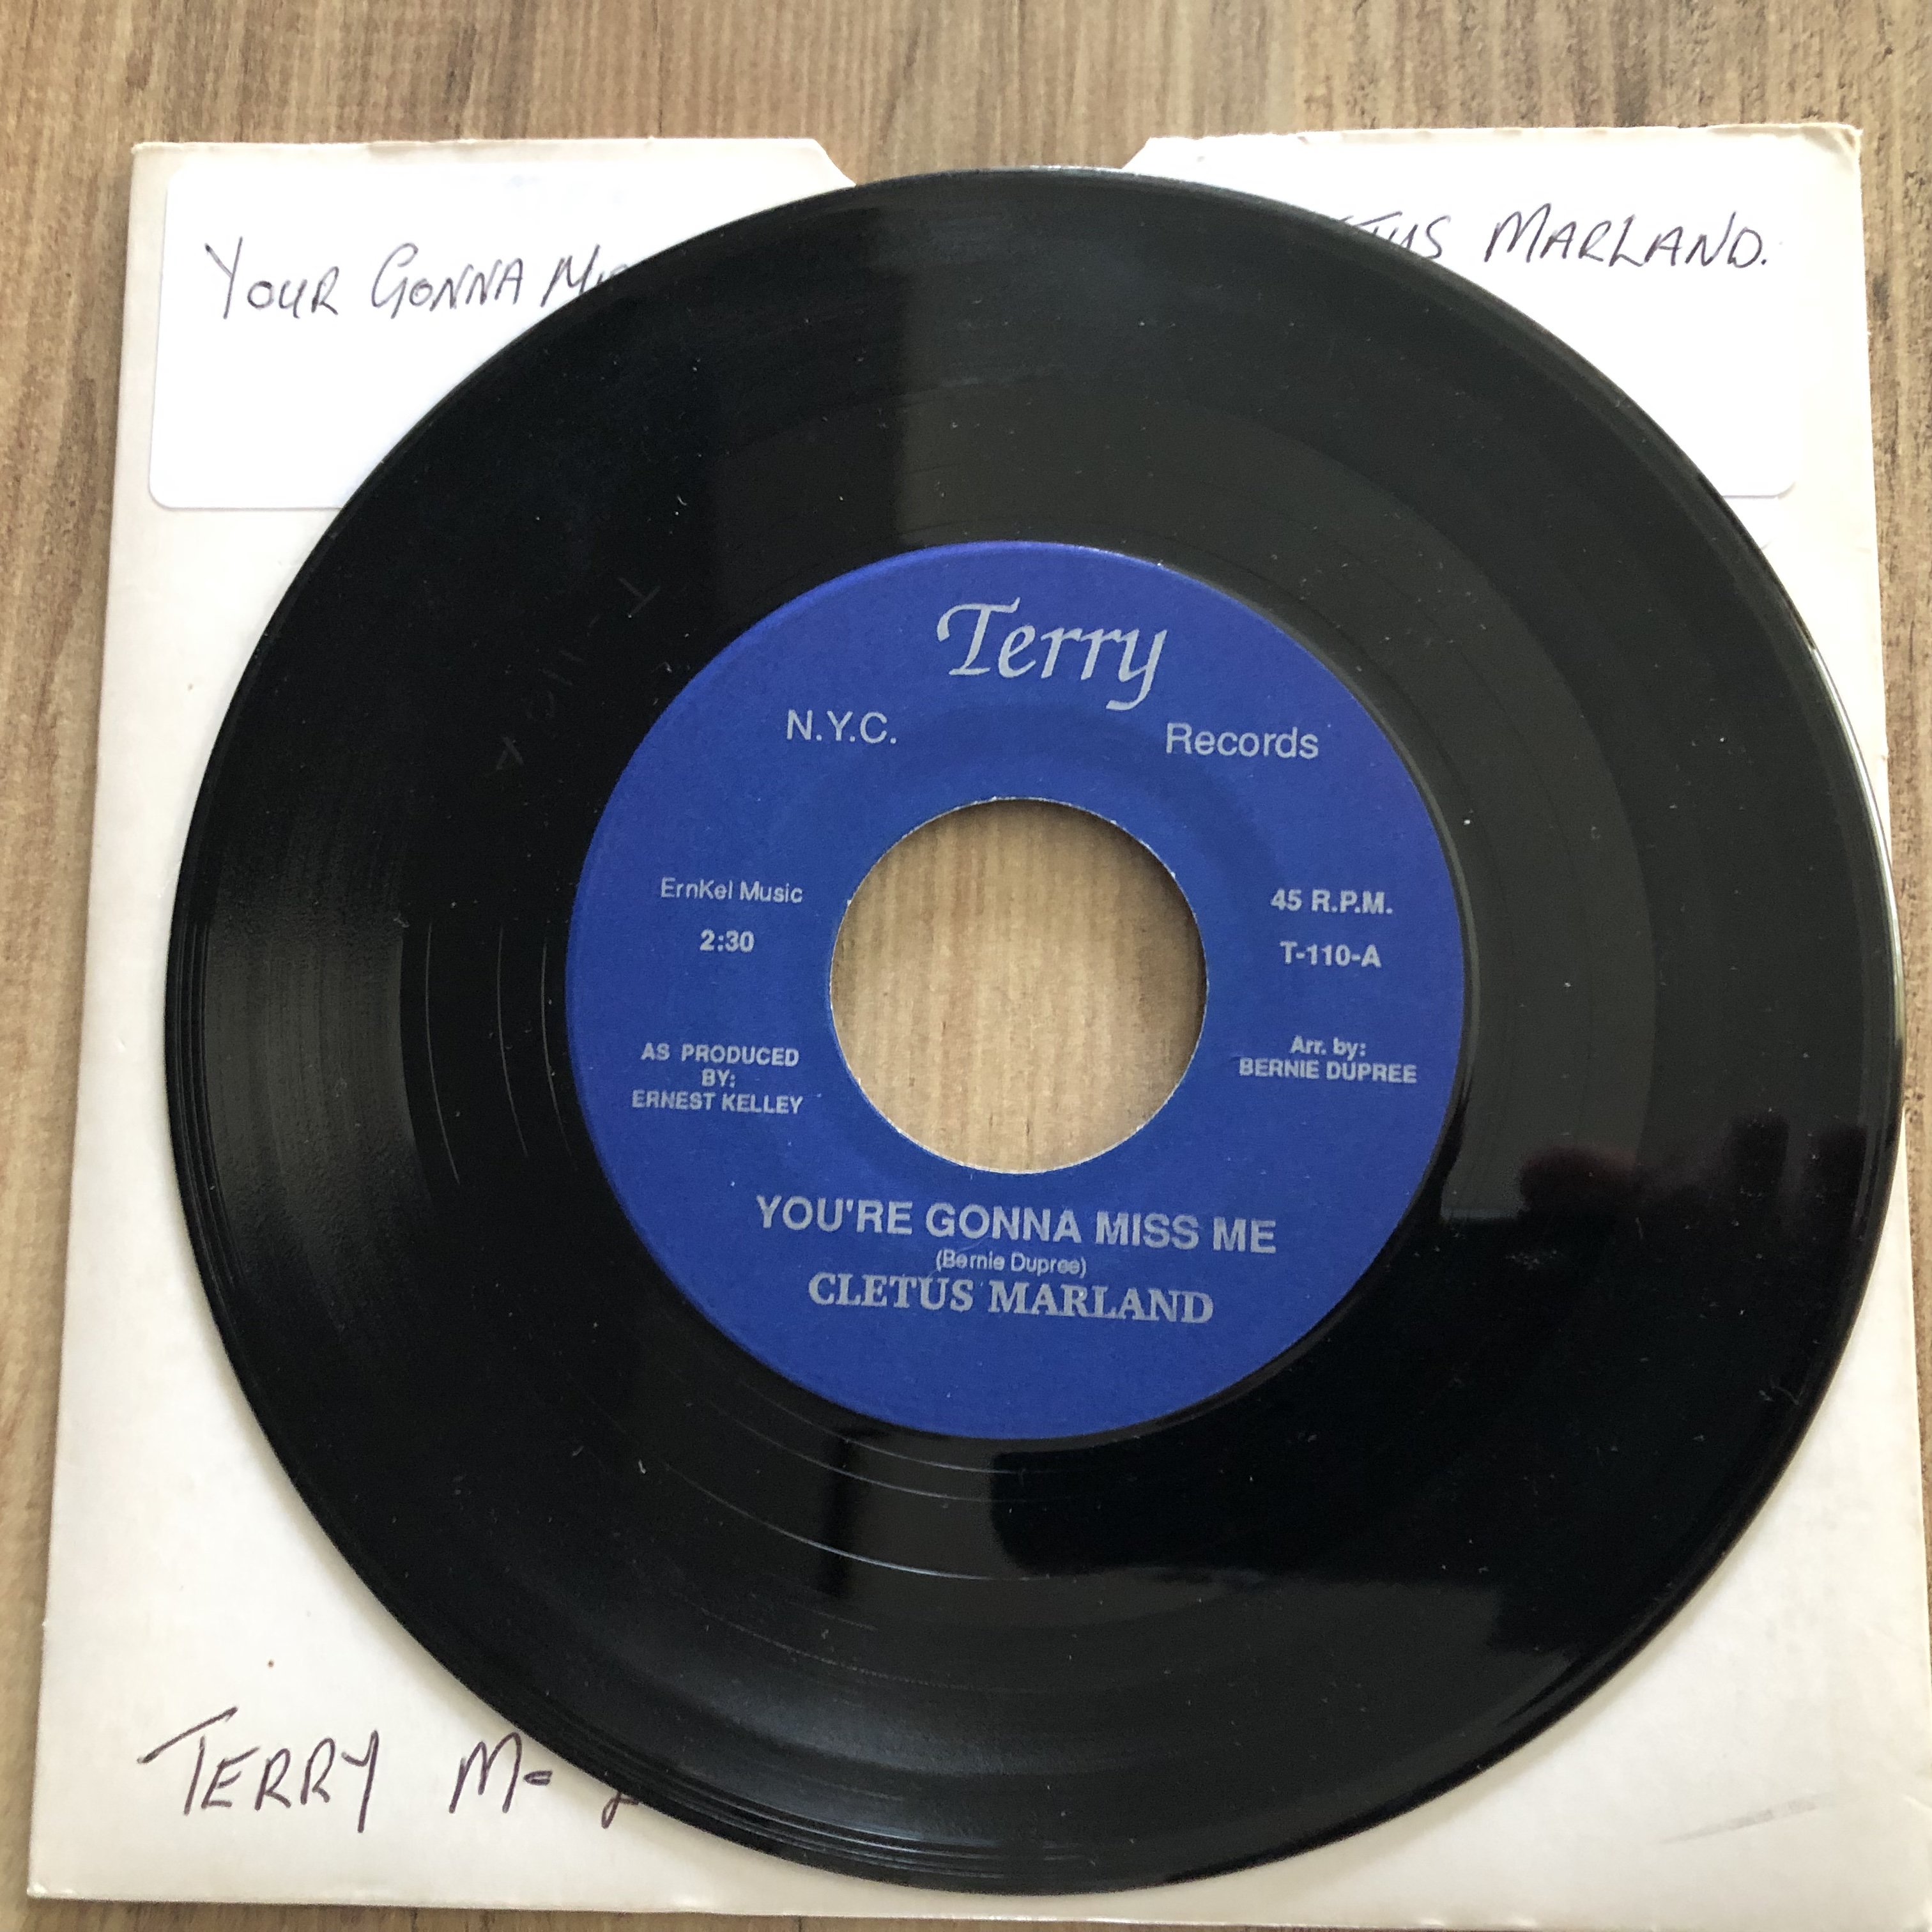 YOUR GONNA
MARLAND.
Terry
N.Y.C. Records
ErnKel Music 45 R.P.M.
2:30 T-110-A
AS PRODUCED Arr. by:
BY: BERNIE DUPREE
ERNEST KELLEY
YOU'RE GONNA MISS ME
(Bernie Dupree)
CLETUS MARLAND
TERRY